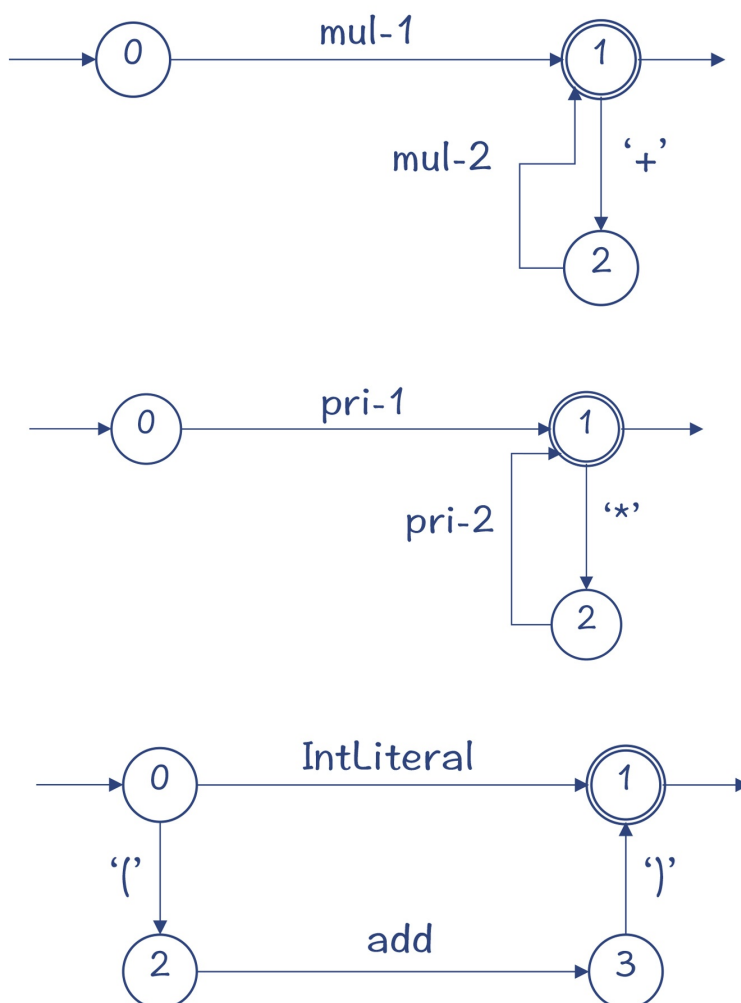 mul-1
0
1
mul-2
‘+’
2
pri-1
0
1
pri-2
‘*’
2
IntLiteral
0
1
‘(’
‘)’
add
2
3